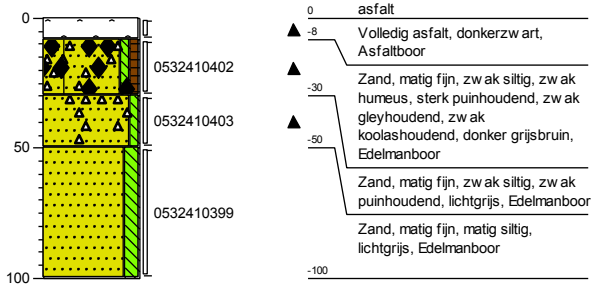 0
50
100
0532410402
0532410403
0532410399
0
asfalt
-8
Volledig asfalt, donkerzw art,
Asfaltboor
Zand, matig fijn, zw ak siltig, zw ak
humeus, sterk puinhoudend, zw ak
gleyhoudend, zw ak
koolashoudend, donker grijsbruin,
Edelmanboor
-30
Zand, matig fijn, zw ak siltig, zw ak
puinhoudend, lichtgrijs, Edelmanboor
-50
Zand, matig fijn, matig siltig,
lichtgrijs, Edelmanboor
-100